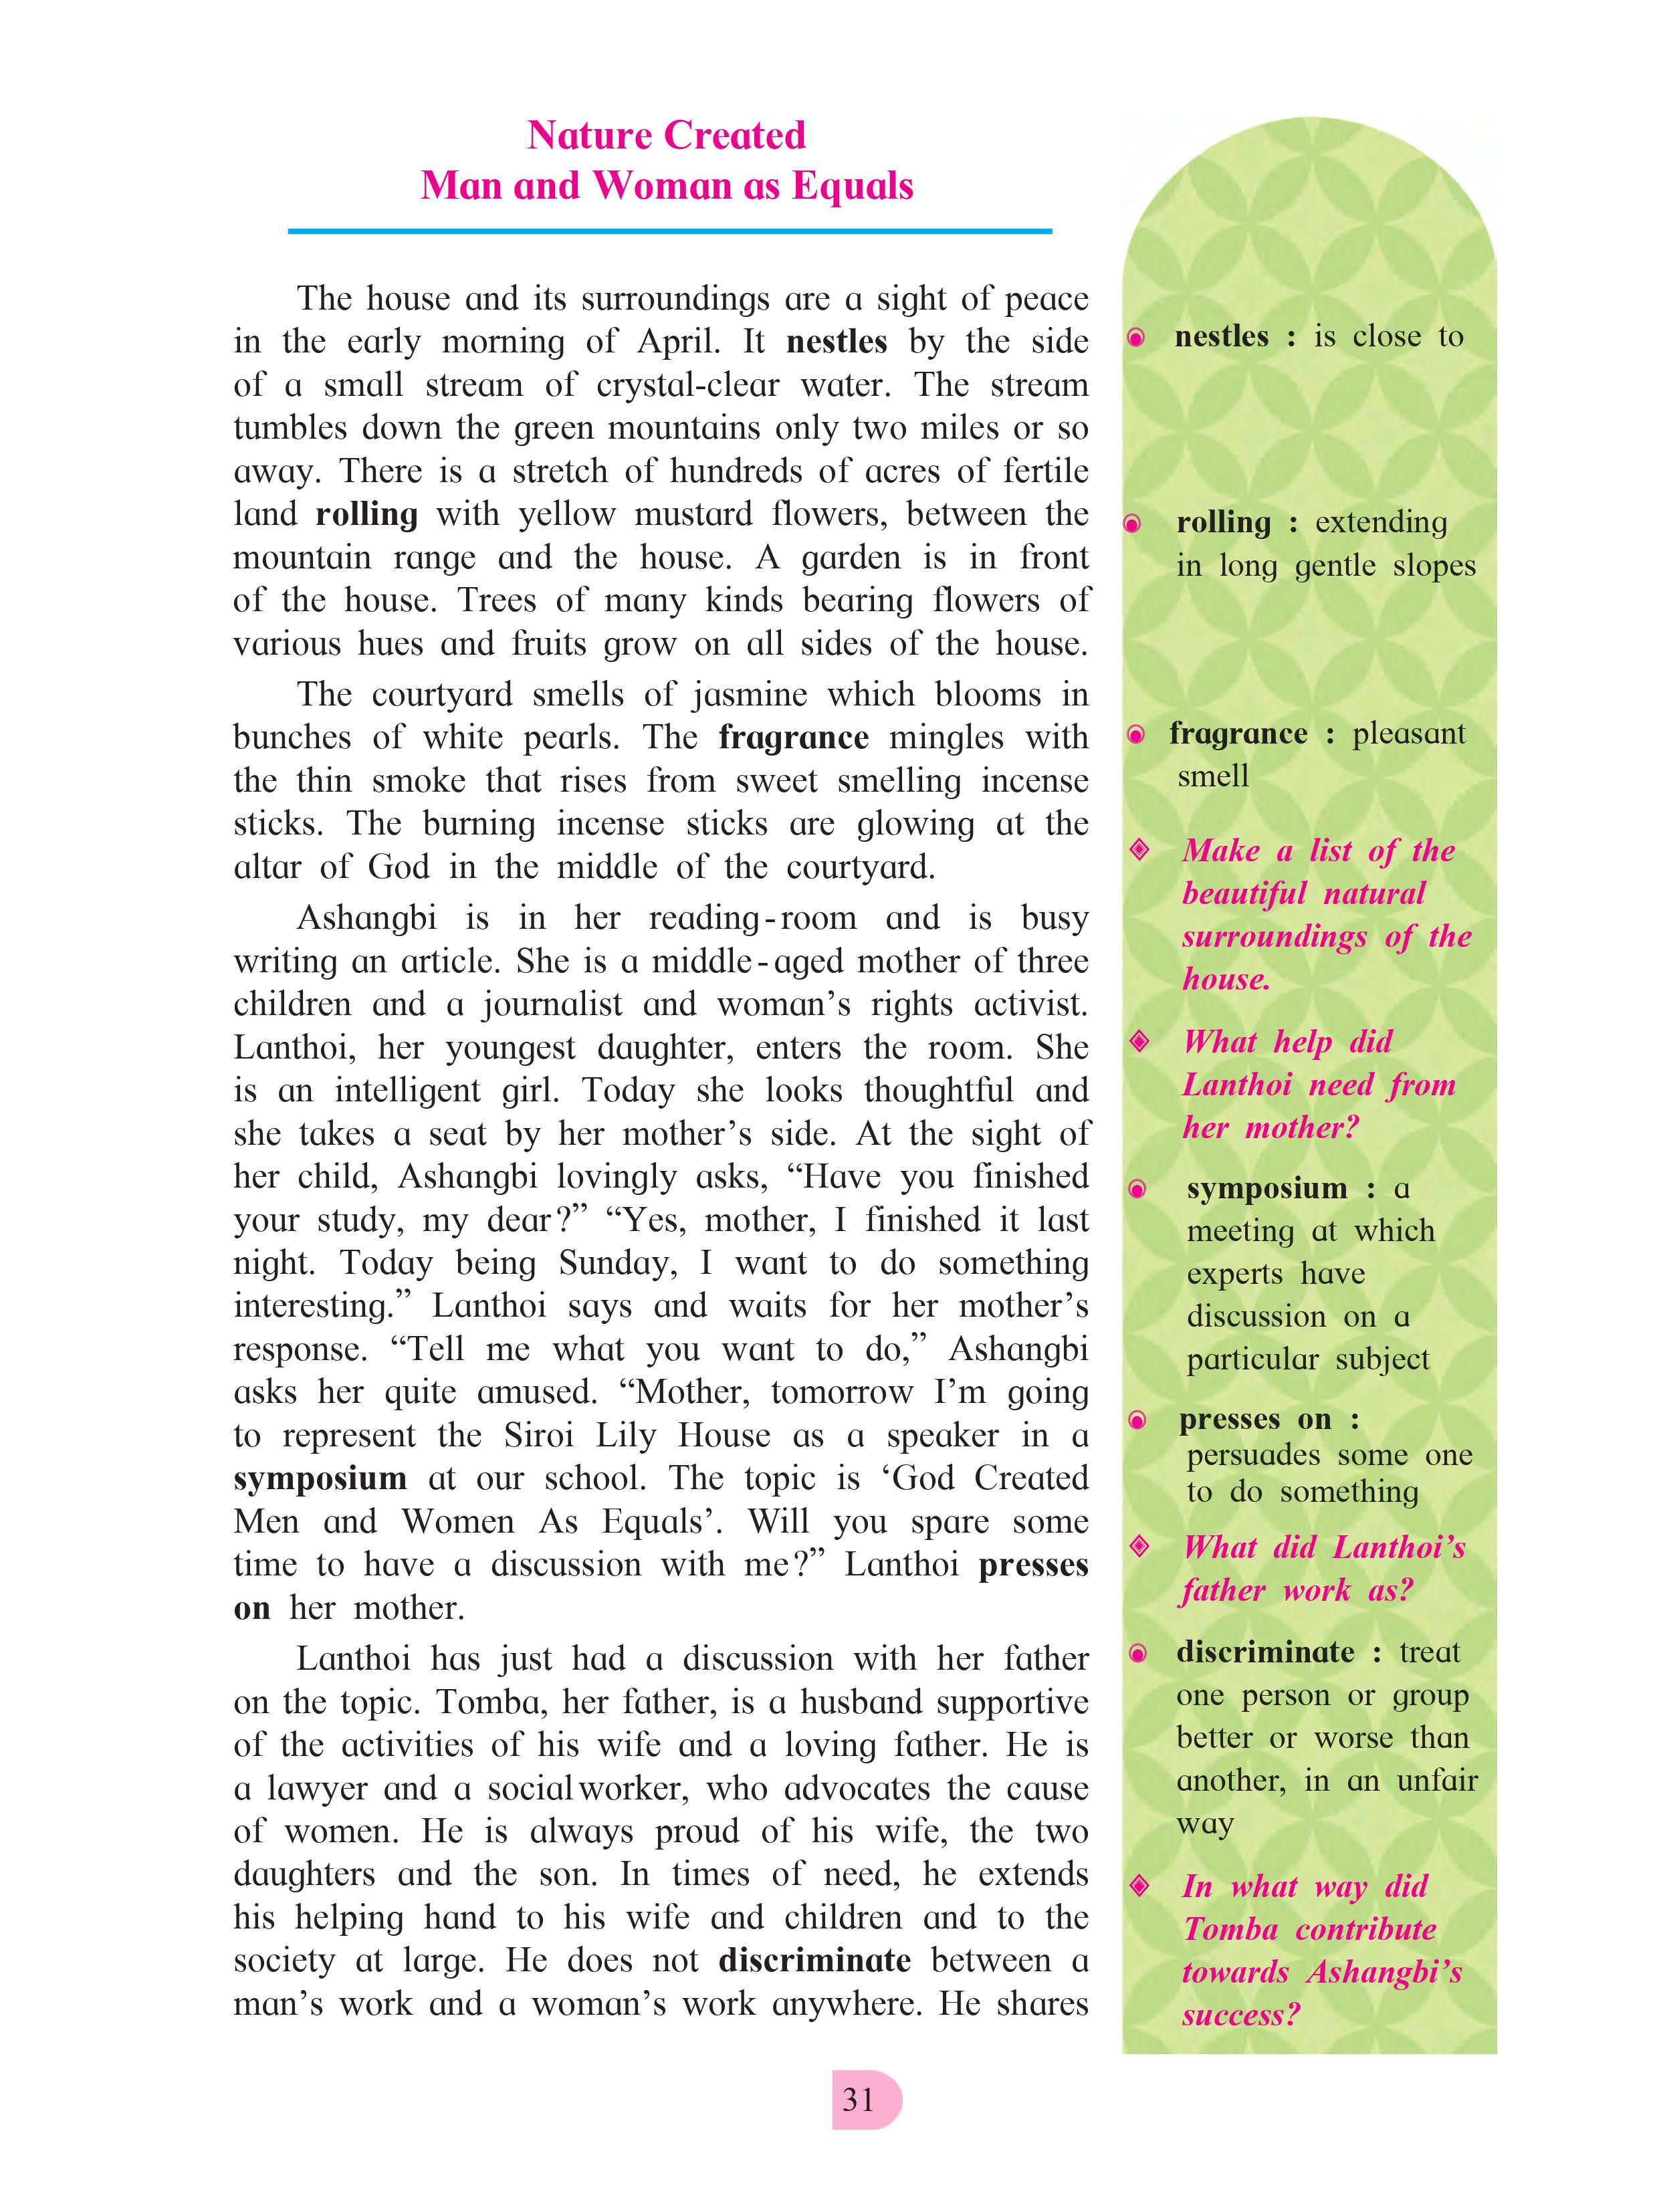 Nature Created
Man and Woman as Equals
The house and its surroundings are a sight of peace
in the early morning of April. It nestles by the side
of a small stream of crystal-clear water. The stream
tumbles down the green mountains only two miles or so
away. There is a stretch of hundreds of acres of fertile
land rolling with yellow mustard flowers, between the
mountain range and the house. A garden is in front
of the house. Trees of many kinds bearing flowers of
various hues and fruits grow on all sides of the house.
The courtyard smells of jasmine which blooms in
bunches of white pearls. The fragrance mingles with
the thin smoke that rises from sweet smelling incense
sticks. The burning incense sticks are glowing at the
altar of God in the middle of the courtyard.
Ashangbi is in her reading-room and is busy
writing an article. She is a middle-aged mother of three
children and a journalist and woman's rights activist.
Lanthoi, her youngest daughter, enters the room. She
is an intelligent girl. Today she looks thoughtful and
she takes a seat by her mother's side. At the sight of
her child, Ashangbi lovingly asks, “Have you finished
your study, my dear?” “Yes, mother, I finished it last
night. Today being Sunday, I want to do something
interesting.” Lanthoi says and waits for her mother's
response. “Tell me what you want to do,” Ashangbi
asks her quite amused. “Mother, tomorrow I'm going
to represent the Siroi Lily House as a speaker in a
symposium at our school. The topic is ‘God Created
Men and Women As Equals’. Will you spare some
time to have a discussion with me?” Lanthoi presses
on her mother.
Lanthoi has just had a discussion with her father
on the topic. Tomba, her father, is a husband supportive
of the activities of his wife and a loving father. He is
a lawyer and a social worker, who advocates the cause
of women. He is always proud of his wife, the two
daughters and the son. In times of need, he extends
his helping hand to his wife and children and to the
society at large. He does not discriminate between a
man's work and a woman's work anywhere. He shares
nestles : is close to
rolling : extending
in long gentle slopes
fragrance : pleasant
smell
Make a list of the
beautiful natural
surroundings of the
house.
What help did
Lanthoi need from
her mother?
symposium : a
meeting at which
experts have
discussion on a
particular subject
presses on :
persuades some one
to do something
What did Lanthoi's
father work as?
discriminate : treat
one person or group
better or worse than
another, in an unfair
way
In what way did
Tomba contribute
towards Ashangbi's
success?
31